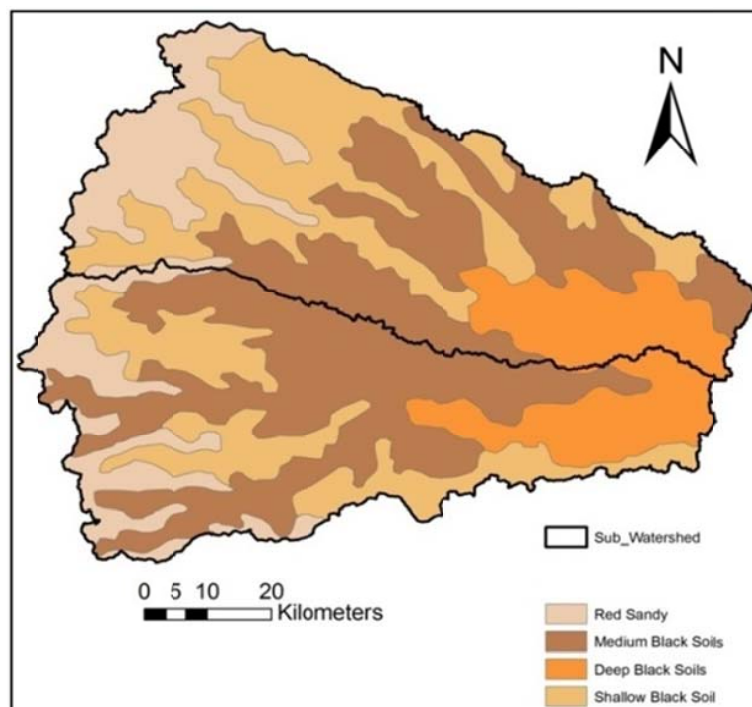 N
Sub_Watershed
0 5 10 20
Kilometers
Red Sandy
Medium Black Soils
Deep Black Soils
Shallow Black Soil